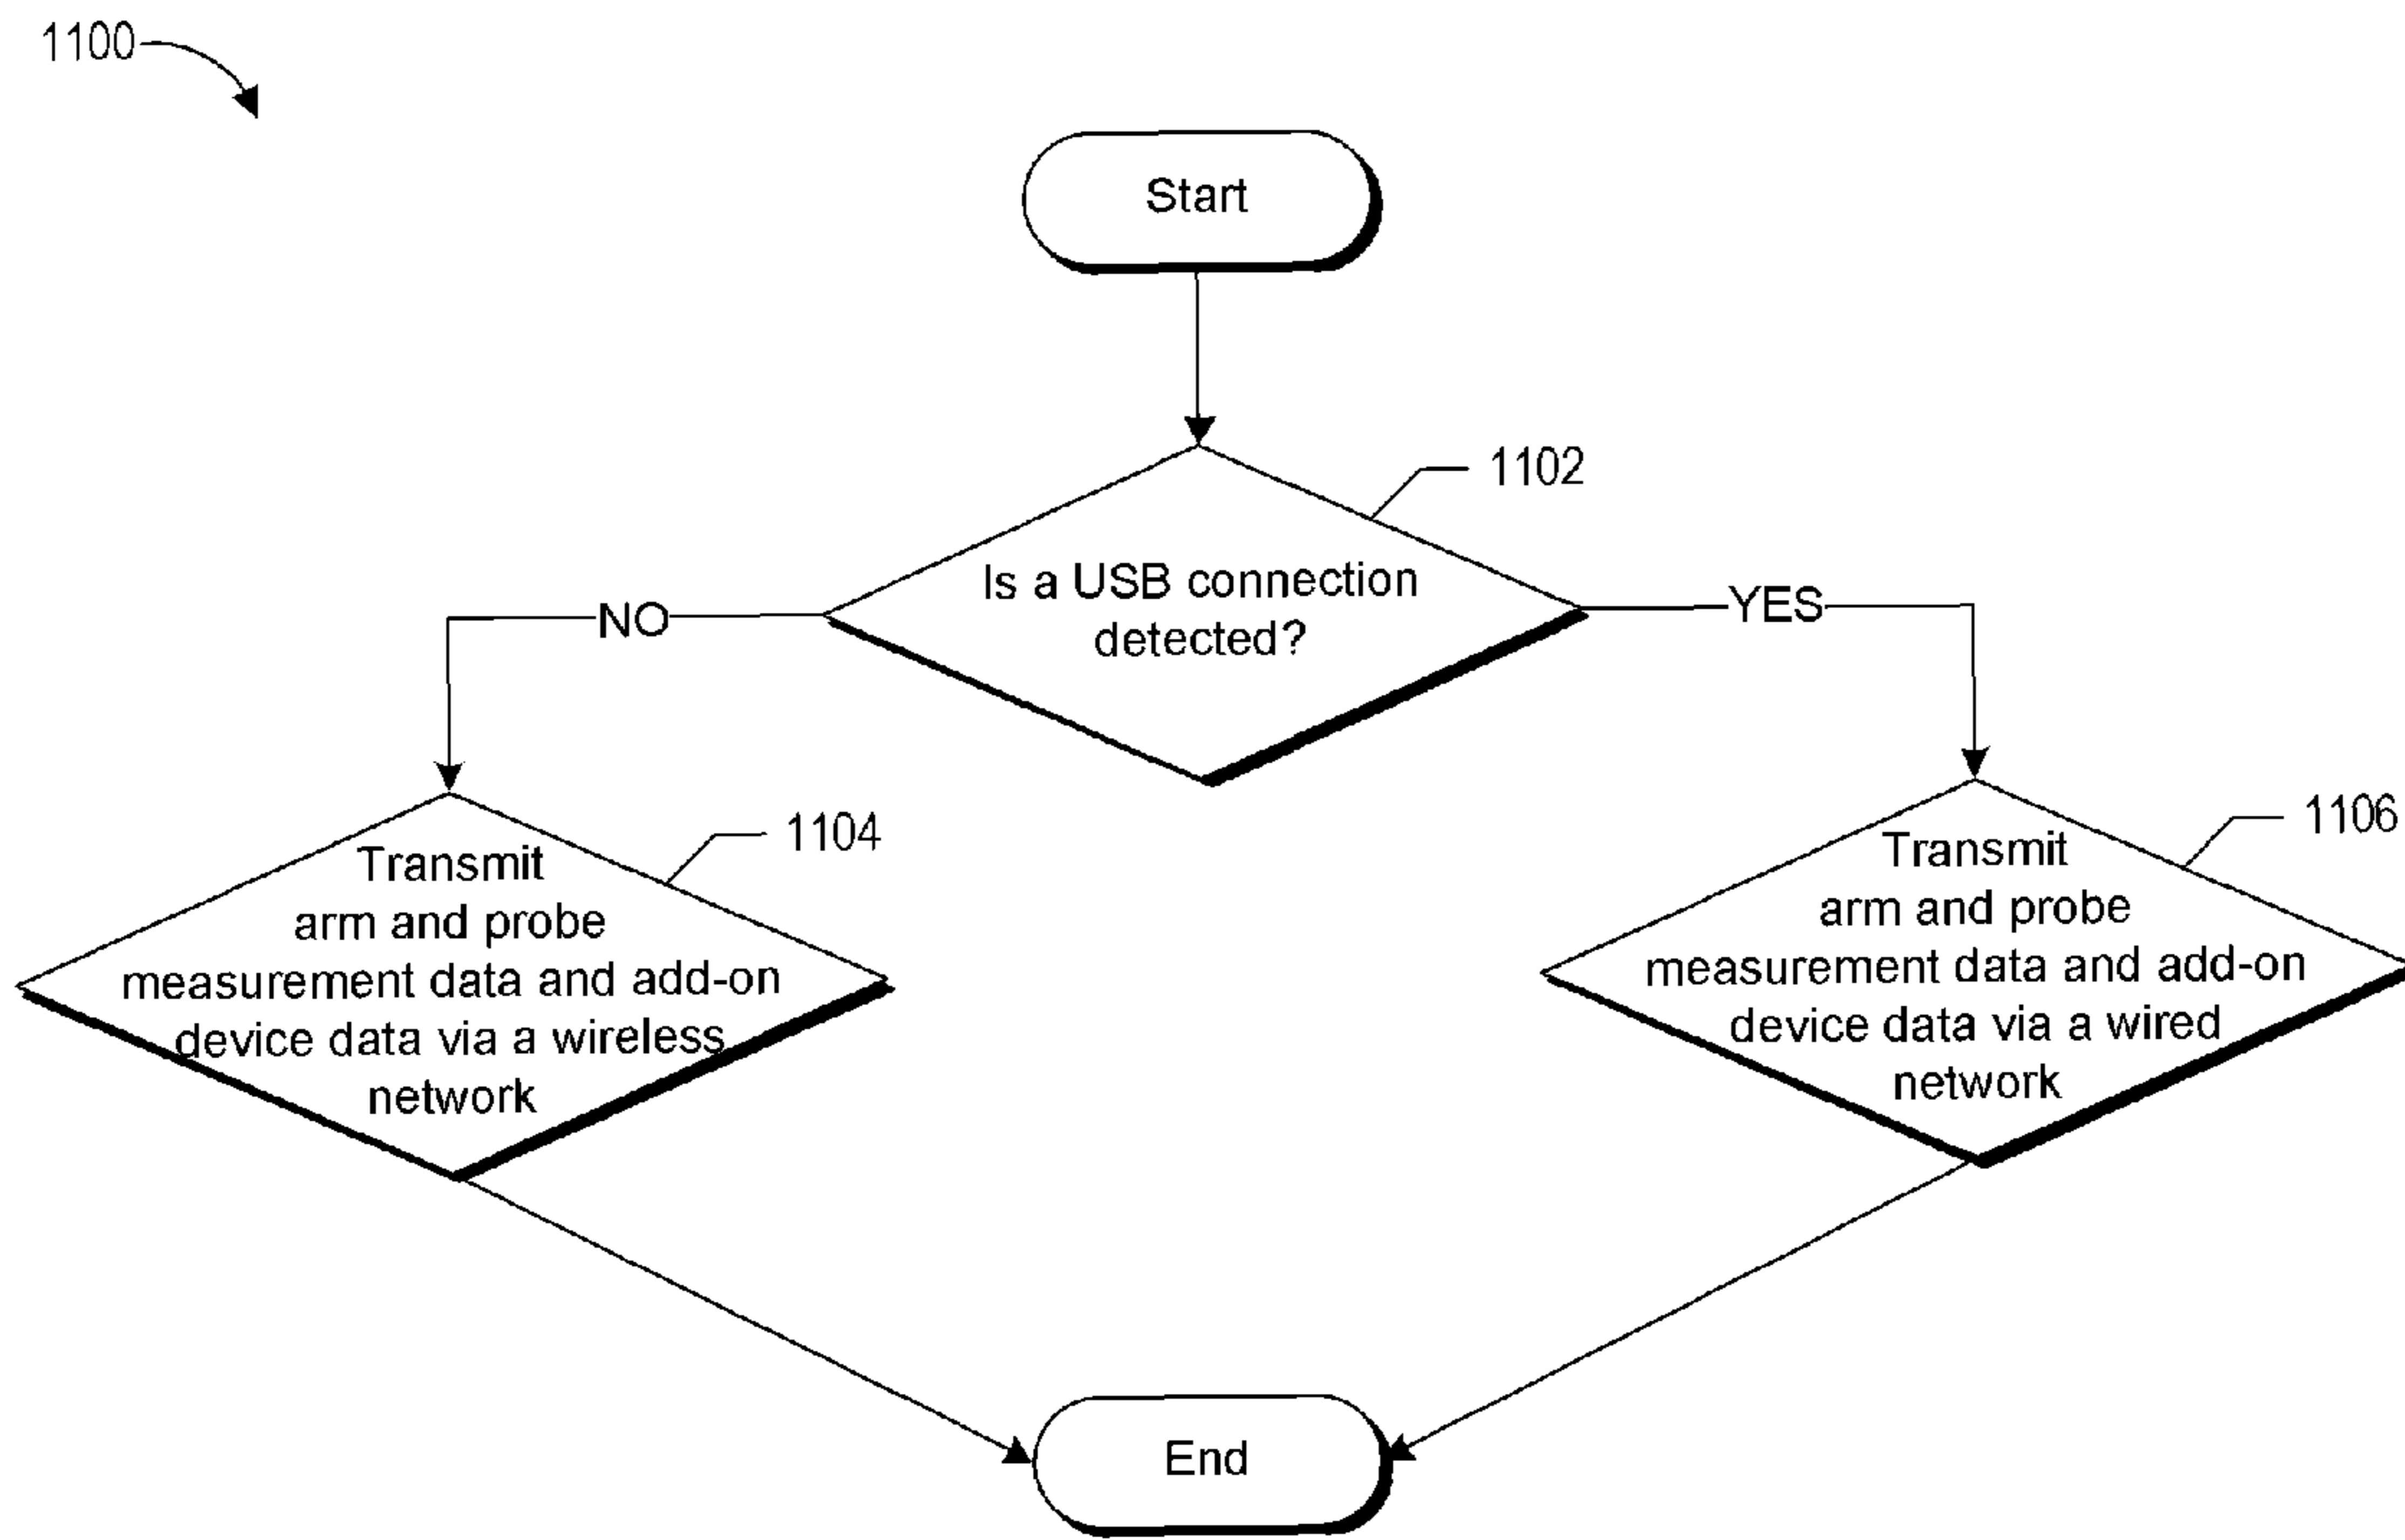 1100
Start
1102
Is a USB connection
detected?
NO
YES
1104
Transmit
arm and probe
measurement data and add-on
device data via a wireless
network
1106
Transmit
arm and probe
measurement data and add-on
device data via a wired
network
End